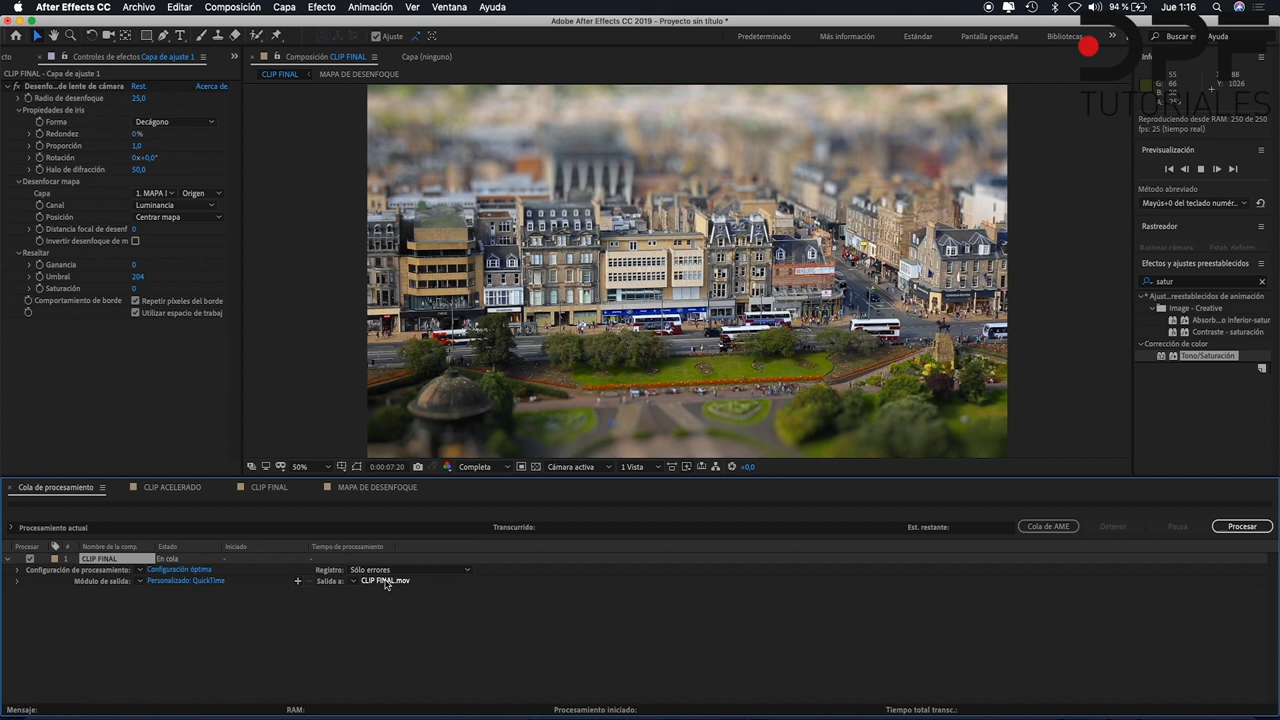 After Effects CC Archivo Editar Composición Capa Efecto Animación Ver Ventana Ayuda 94 % Jue 1:16
Adobe After Effects CC 2019 - Proyecto sin título *
Ajuste Predeterminado Más información Estándar Pantalla pequeña Bibliotecas Ayuda
cto Controles de efectos Capa de ajuste 1
Composición CLIP FINAL Capa (ninguno)
CLIP FINAL - Capa de ajuste 1
CLIP FINAL MAPA DE DESENFOQUE
Desenfo...de lente de cámara Rest. Acerca de
Radio de desenfoque 25,0
Propiedades de iris
Forma Decágono
Redondez 0%
Proporción 1,0
Rotación 0x+0,0°
Halo de difracción 50,0
Desenfocar mapa
Capa 1. MAPA Origen
Canal Luminancia
Posición Centrar mapa
Distancia focal de desenf 0
Invertir desenfoque de m
Resaltar
Ganancia 0
Umbral 204
Saturación 0
Comportamiento de borde Repetir píxeles del borde
Utilizar espacio de trabaj
DPF
TUTORIALES
Y: 1026
Reproduciendo desde RAM: 250 de 250
fps: 25 (tiempo real)
Previsualización
Método abreviado
Mayús+0 del teclado numér...
Rastreador
Rastrear cámara Estab. deform.
Efectos y ajustes preestablecidos
satur
* Ajust...reestablecidos de animación
Image - Creative
Absorb...o inferior-satur
Contraste - saturación
Corrección de color
Tono/Saturación
50% 0:00:07:20 Completa Cámara activa 1 Vista +0,0
Cola de procesamiento CLIP ACELERADO CLIP FINAL MAPA DE DESENFOQUE
Procesamiento actual Transcurrido: Est. restante: Cola de AME Detener Pausa Procesar
Procesar # Nombre de la comp. Estado Iniciado Tiempo de procesamiento
1 CLIP FINAL En cola - -
Configuración de procesamiento: Configuración óptima Registro: Sólo errores
Módulo de salida: Personalizado: QuickTime Salida a: CLIP FINAL.mov
Mensaje: RAM: Procesamiento iniciado: Tiempo total transc.: